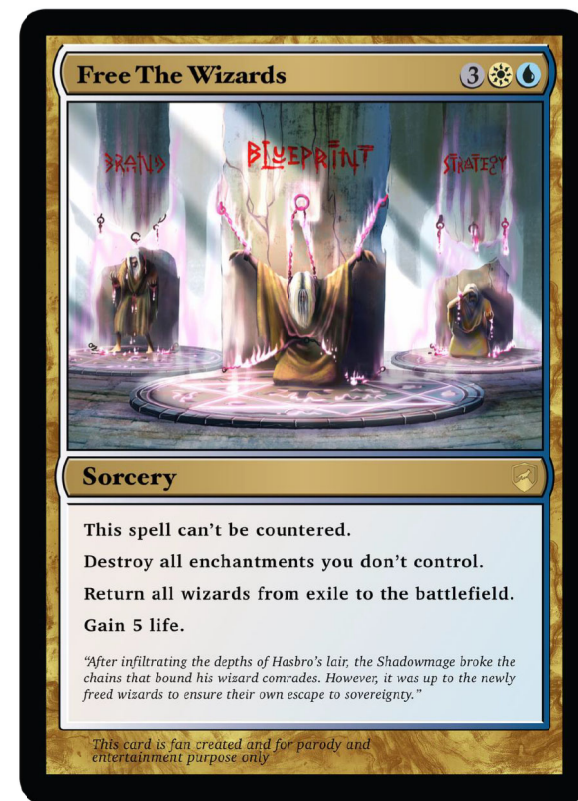 Free The Wizards 3
BRAND BLUEPRINT STRATEGY
Sorcery
This spell can't be countered.
Destroy all enchantments you don't control.
Return all wizards from exile to the battlefield.
Gain 5 life.
“After infiltrating the depths of Hasbro's lair, the Shadowmage broke the
chains that bound his wizard comrades. However, it was up to the newly
freed wizards to ensure their own escape to sovereignty.”
This card is fan created and for parody and
entertainment purpose only